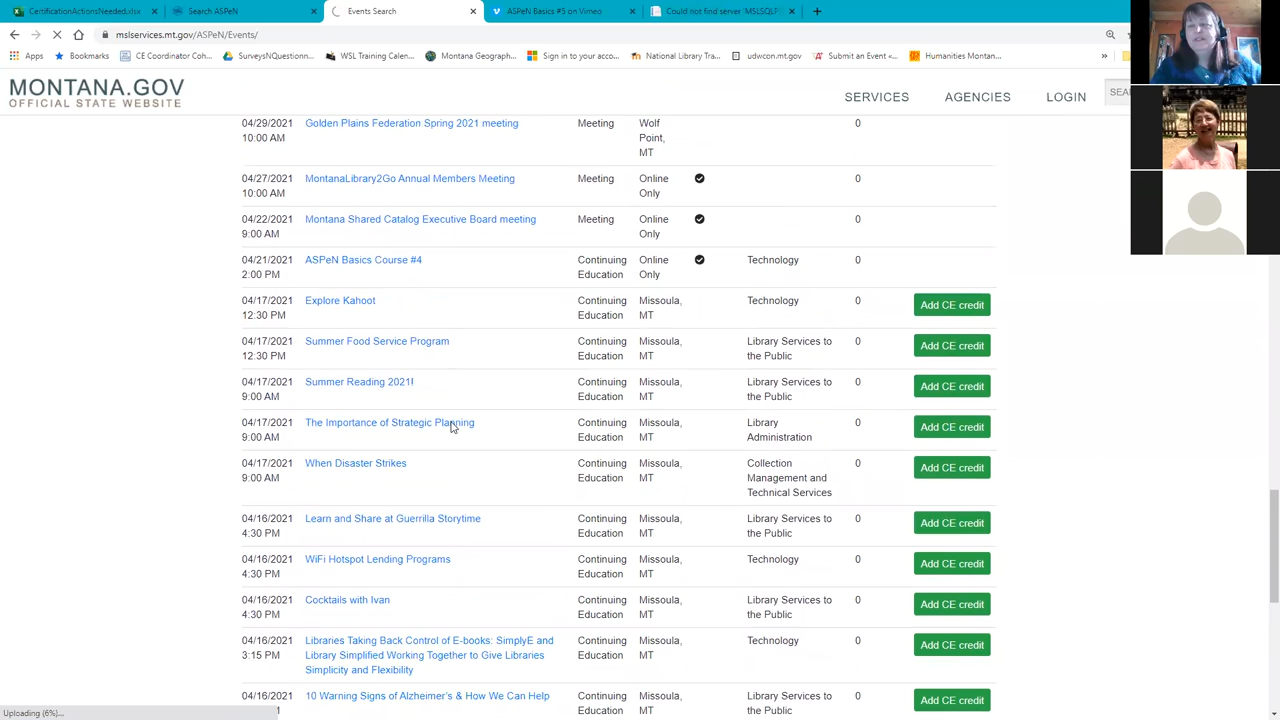 CertificationActionsNeeded.xlsx
Search ASPeN
Events Search
ASPeN Basics #5 on Vimeo
Could not find server 'MSLSQLF
mslservices.mt.gov/ASPeN/Events/
Apps
Bookmarks
CE Coordinator Com...
SurveysNQuestionn...
WSL Training Calen...
Montana Geograph...
Sign in to your acco...
National Library Tra...
udwcon.mt.gov
Submit an Event «...
Humanities Montan...
MONTANA.GOV
OFFICIAL STATE WEBSITE
SERVICES
AGENCIES
LOGIN
04/29/2021 Golden Plains Federation Spring 2021 meeting Meeting Wolf 0
10:00 AM Point,
MT
04/27/2021 MontanaLibrary2Go Annual Members Meeting Meeting Online 0
10:00 AM Only
04/22/2021 Montana Shared Catalog Executive Board meeting Meeting Online 0
9:00 AM Only
04/21/2021 ASPeN Basics Course #4 Continuing Online Technology 0
2:00 PM Education Only
04/17/2021 Explore Kahoot Continuing Missoula, Technology 0 Add CE credit
12:30 PM Education MT
04/17/2021 Summer Food Service Program Continuing Missoula, Library Services to 0 Add CE credit
12:30 PM Education MT the Public
04/17/2021 Summer Reading 2021! Continuing Missoula, Library Services to 0 Add CE credit
9:00 AM Education MT the Public
04/17/2021 The Importance of Strategic Planning Continuing Missoula, Library 0 Add CE credit
9:00 AM Education MT Administration
04/17/2021 When Disaster Strikes Continuing Missoula, Collection 0 Add CE credit
9:00 AM Education MT Management and
Technical Services
04/16/2021 Learn and Share at Guerrilla Storytime Continuing Missoula, Library Services to 0 Add CE credit
4:30 PM Education MT the Public
04/16/2021 WiFi Hotspot Lending Programs Continuing Missoula, Technology 0 Add CE credit
4:30 PM Education MT
04/16/2021 Cocktails with Ivan Continuing Missoula, Library Services to 0 Add CE credit
4:30 PM Education MT the Public
04/16/2021 Libraries Taking Back Control of E-books: SimplyE and Continuing Missoula, Technology 0 Add CE credit
3:15 PM Library Simplified Working Together to Give Libraries Education MT
Simplicity and Flexibility
04/16/2021 10 Warning Signs of Alzheimer's & How We Can Help Continuing Missoula, Library Services to 0 Add CE credit
Education MT the Public
Uploading (6%)...